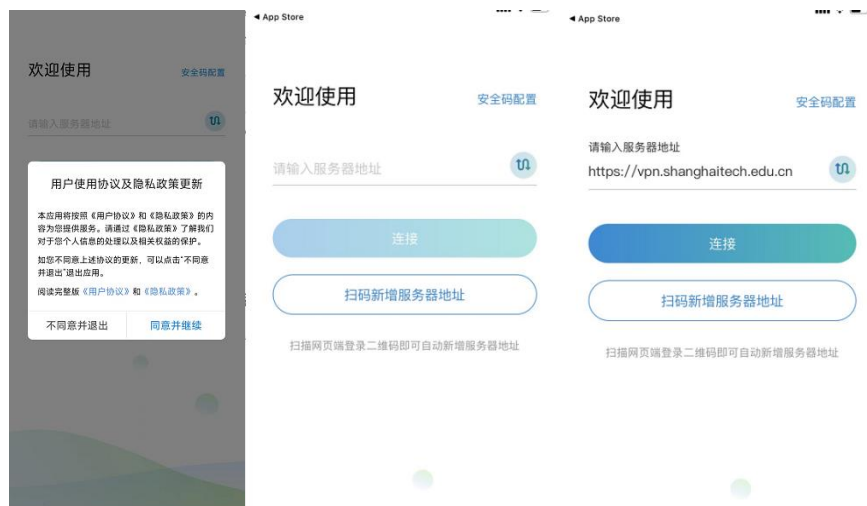 欢迎使用
安全码配置
请输入服务器地址
用户使用协议及隐私政策更新
本应用将按照《用户协议》和《隐私政策》的内
容为您提供服务。请通过《隐私政策》了解我们
对于您个人信息的处理以及相关权益的保护。
如您不同意上述协议的更新，可以点击“不同意
并退出”退出应用。
阅读完整版《用户协议》和《隐私政策》。
不同意并退出
同意并继续
◀ App Store
欢迎使用
安全码配置
请输入服务器地址
连接
扫码新增服务器地址
扫描网页端登录二维码即可自动新增服务器地址
◀ App Store
欢迎使用
安全码配置
请输入服务器地址
https://vpn.shanghaitech.edu.cn
连接
扫码新增服务器地址
扫描网页端登录二维码即可自动新增服务器地址